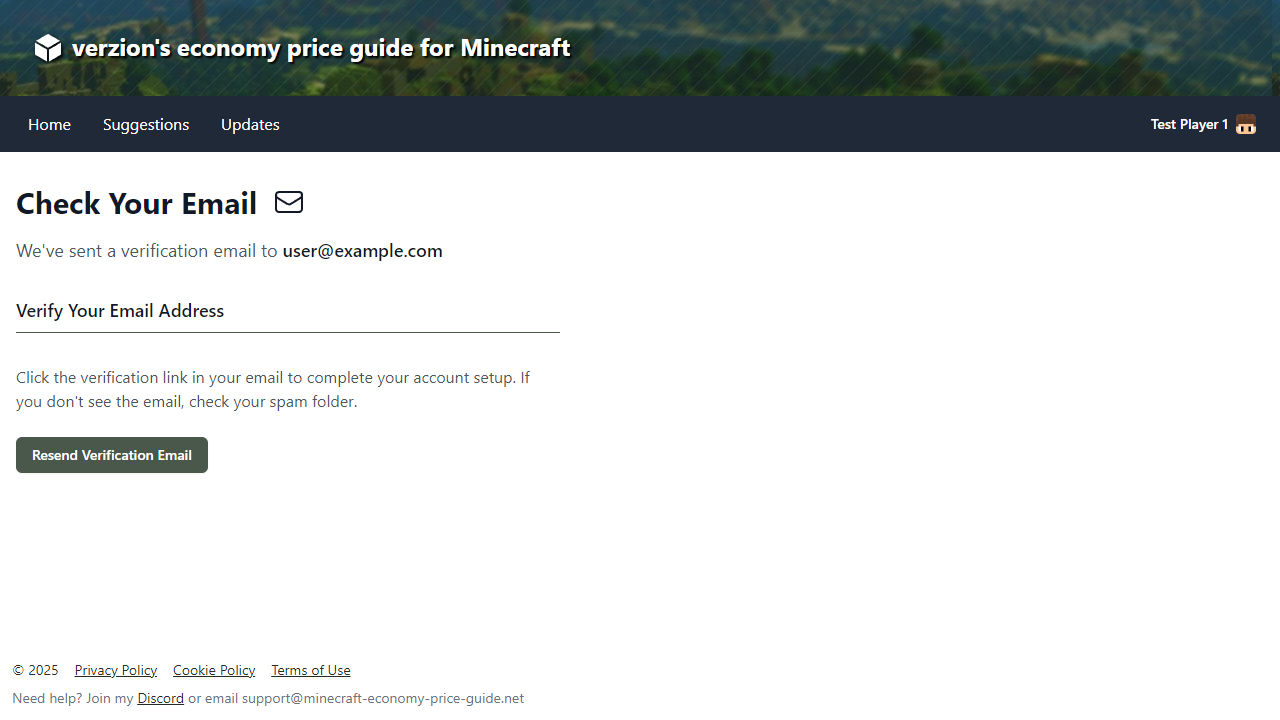 verzion's economy price guide for Minecraft
Home Suggestions Updates Test Player 1
Check Your Email
We've sent a verification email to user@example.com
Verify Your Email Address
Click the verification link in your email to complete your account setup. If
you don't see the email, check your spam folder.
Resend Verification Email
© 2025 Privacy Policy Cookie Policy Terms of Use
Need help? Join my Discord or email support@minecraft-economy-price-guide.net